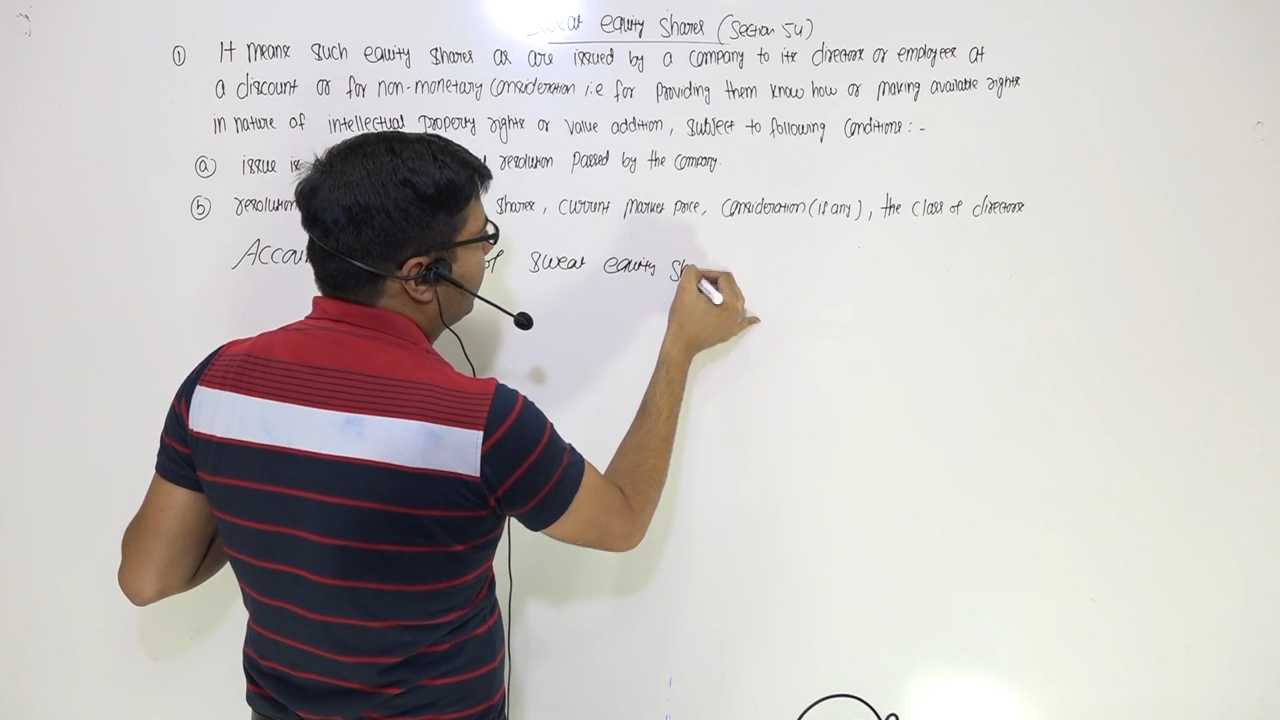 Sweat equity shares (Section 54)
① It means such equity shares as are issued by a company to its directors or employees at
a discount or for non-monetary consideration i.e for providing them know how or making available rights
in nature of intellectual property rights or value addition, subject to following conditions : -
ⓐ issue is resolution passed by the company.
ⓑ resolution shares, current market price, consideration (if any), the class of directors
of sweat equity sh